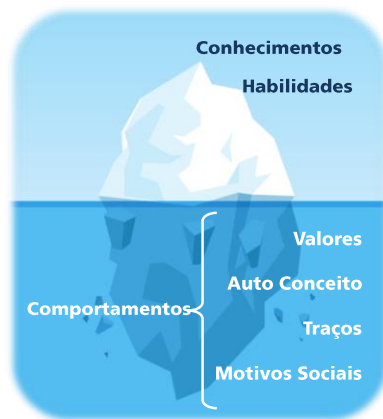 Conhecimentos
Habilidades
Valores
Auto Conceito
Comportamentos
Traços
Motivos Sociais